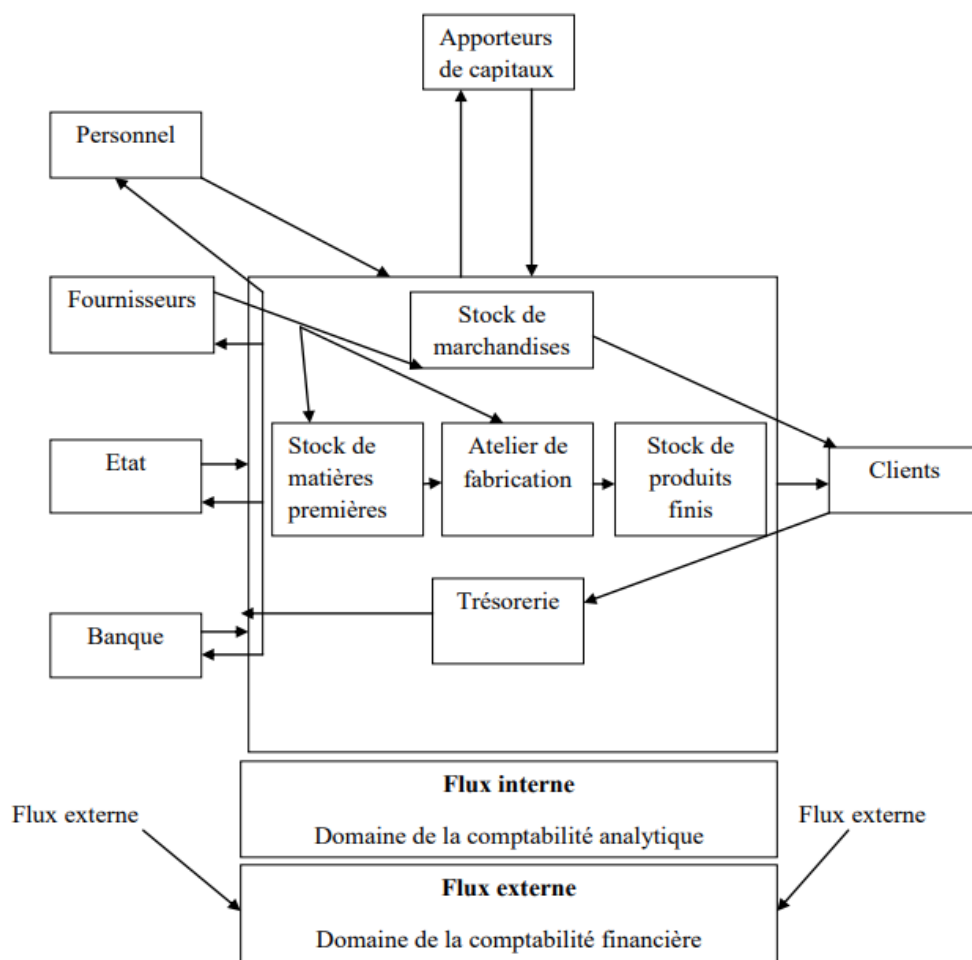 Apporteurs
de capitaux
Personnel
Fournisseurs
Stock de
marchandises
Etat
Stock de
matières
premières
Atelier de
fabrication
Stock de
produits
finis
Clients
Trésorerie
Banque
Flux interne
Domaine de la comptabilité analytique
Flux externe
Flux externe
Flux externe
Domaine de la comptabilité financière